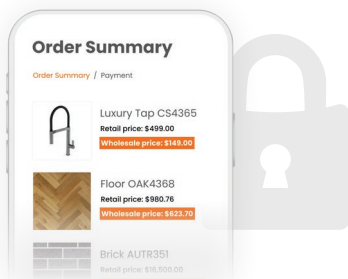 Order Summary
Order Summary / Payment
Luxury Tap CS4365
Retail price: $499.00
Wholesale price: $149.00
Floor OAK4368
Retail price: $980.76
Wholesale price: $623.70
Brick AUTR351
Retail price: $16,500.00